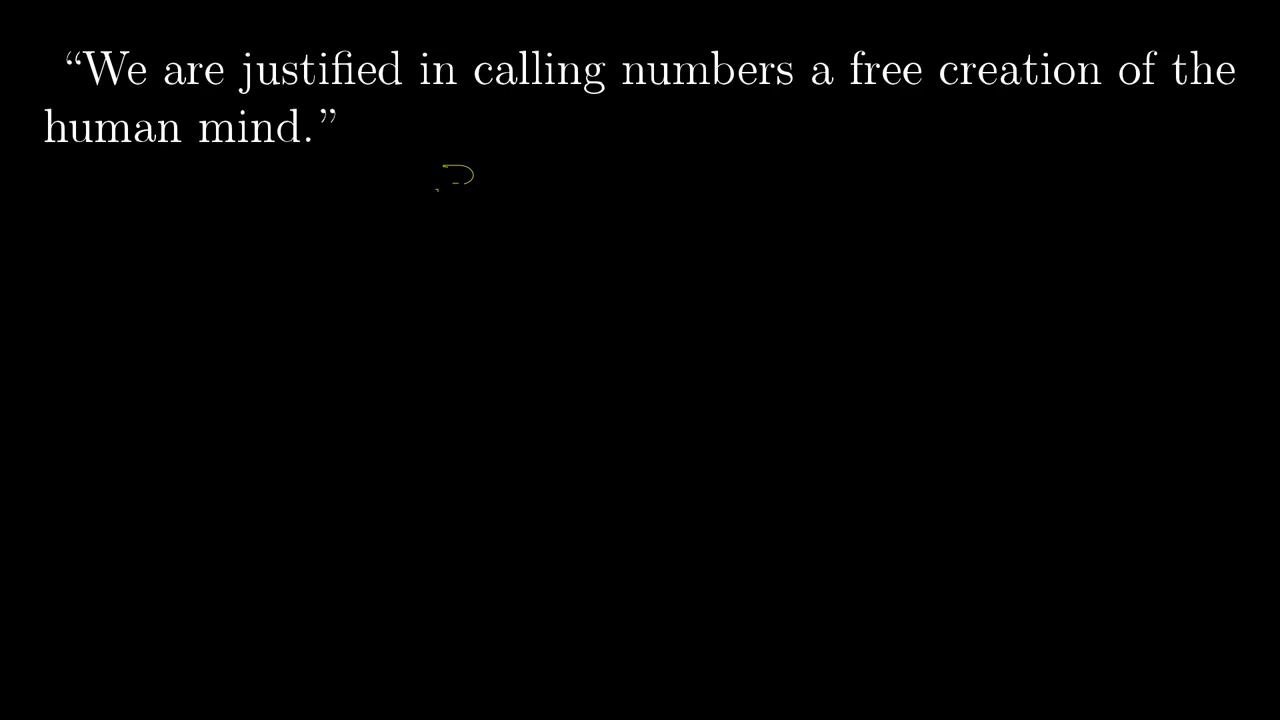 “We are justified in calling numbers a free creation of the
human mind.”